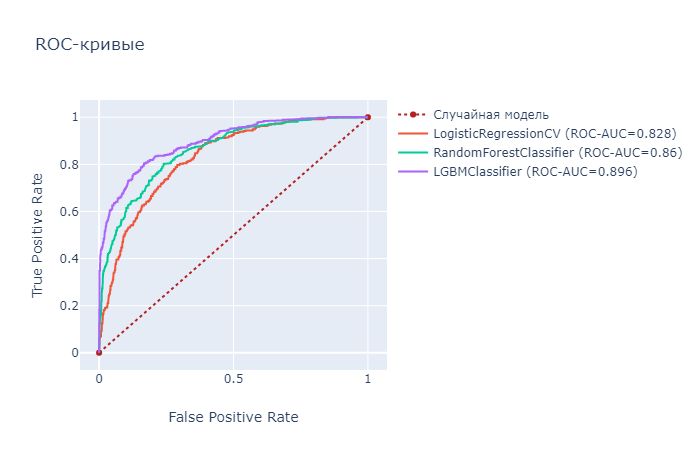 ROC-кривые
Случайная модель
LogisticRegressionCV (ROC-AUC=0.828)
RandomForestClassifier (ROC-AUC=0.86)
LGBMClassifier (ROC-AUC=0.896)
True Positive Rate
1
0.8
0.6
0.4
0.2
0
0
0.5
1
False Positive Rate